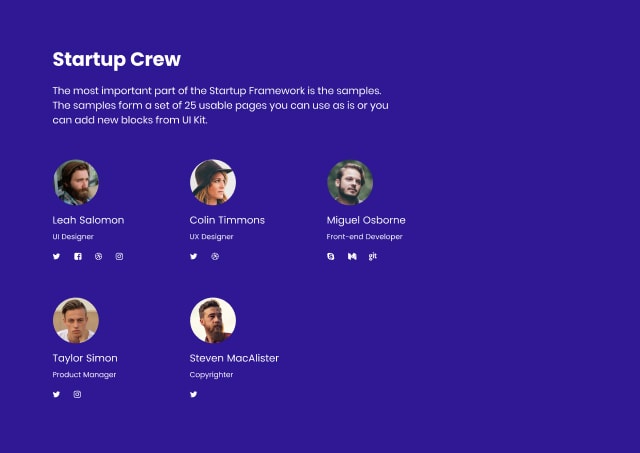 Startup Crew
The most important part of the Startup Framework is the samples.
The samples form a set of 25 usable pages you can use as is or you
can add new blocks from UI Kit.
Leah Salomon
UI Designer
Colin Timmons
UX Designer
Miguel Osborne
Front-end Developer
git
Taylor Simon
Product Manager
Steven MacAlister
Copyrighter